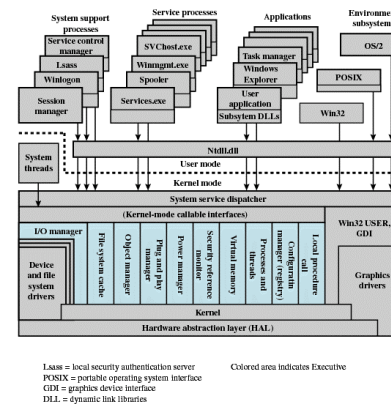 System support
processes
Service processes
Applications
Environme
subsystem
Service control
manager
Lsass
Winlogon
Session
manager
SVChost.exe
Winmgmt.exe
Spooler
Services.exe
Task manager
Windows
Explorer
User
application
Subsytem DLLs
OS/2
POSIX
Win32
System
threads
Ntdll.dll
User mode
Kernel mode
System service dispatcher
(Kernel-mode callable interfaces)
Win32 USER,
GDI
I/O manager
Device
and file
system
drivers
File system cache
Object manager
Plug and play
manager
Power manager
Security reference
monitor
Virtual memory
Processes and
threads
Configuratin
manager (registry)
Local procedure
call
Graphics
drivers
Kernel
Hardware abstraction layer (HAL)
Lsass = local security authentication server
Colored area indicates Executive
POSIX = portable operating system interface
GDI = graphics device interface
DLL = dynamic link libraries